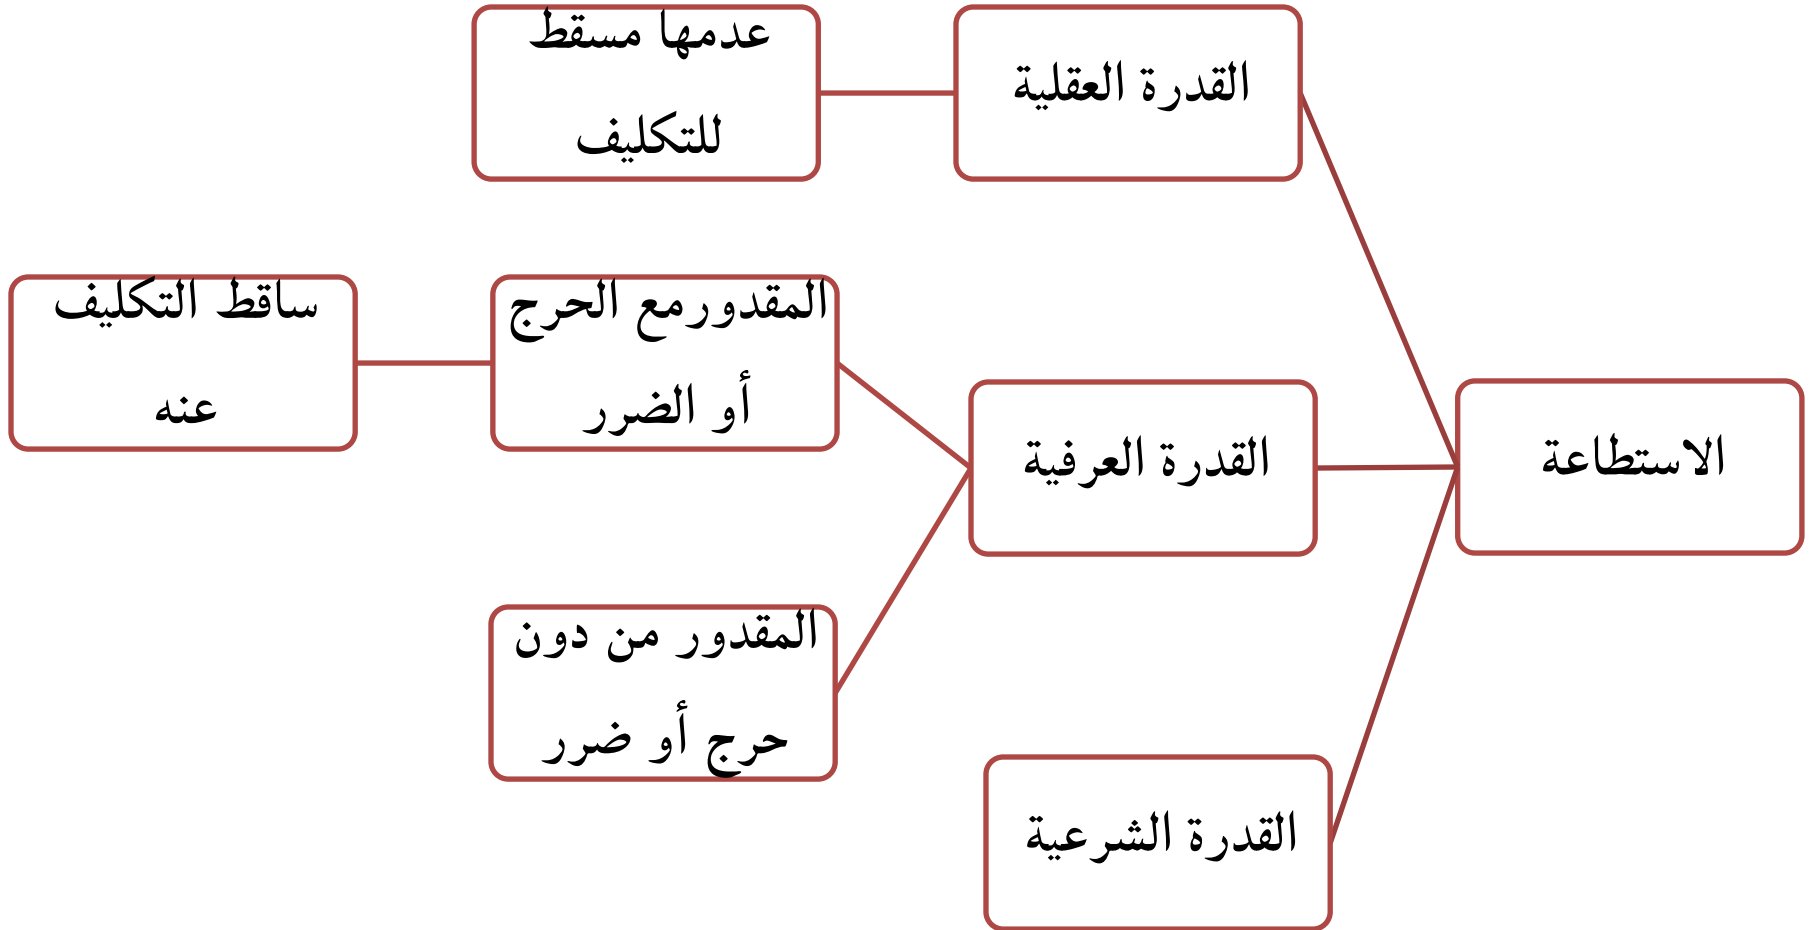 الاستطاعة
القدرة العقلية
عدمها مسقط
للتكليف
القدرة العرفية
المقدورمع الحرج
أو الضرر
ساقط التكليف
عنه
المقدور من دون
حرج أو ضرر
القدرة الشرعية